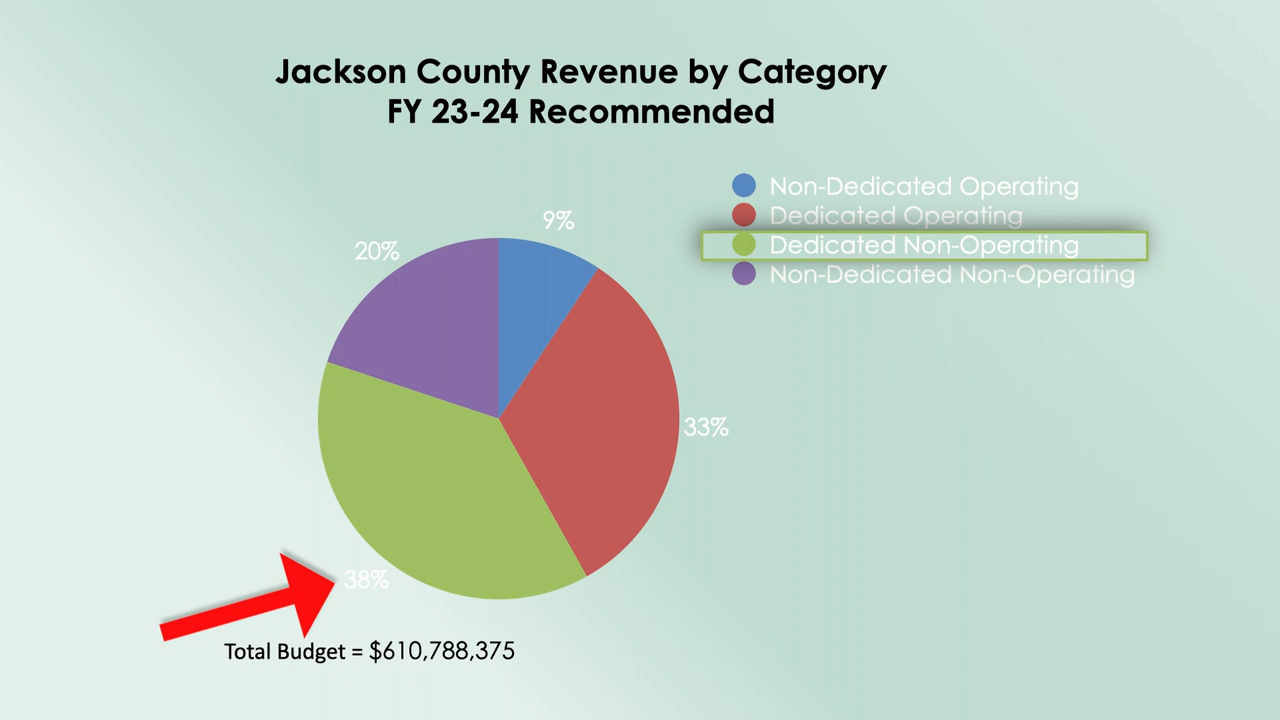 Jackson County Revenue by Category
FY 23-24 Recommended
Non-Dedicated Operating
Dedicated Operating
Dedicated Non-Operating
Non-Dedicated Non-Operating
9%
20%
33%
38%
Total Budget = $610,788,375